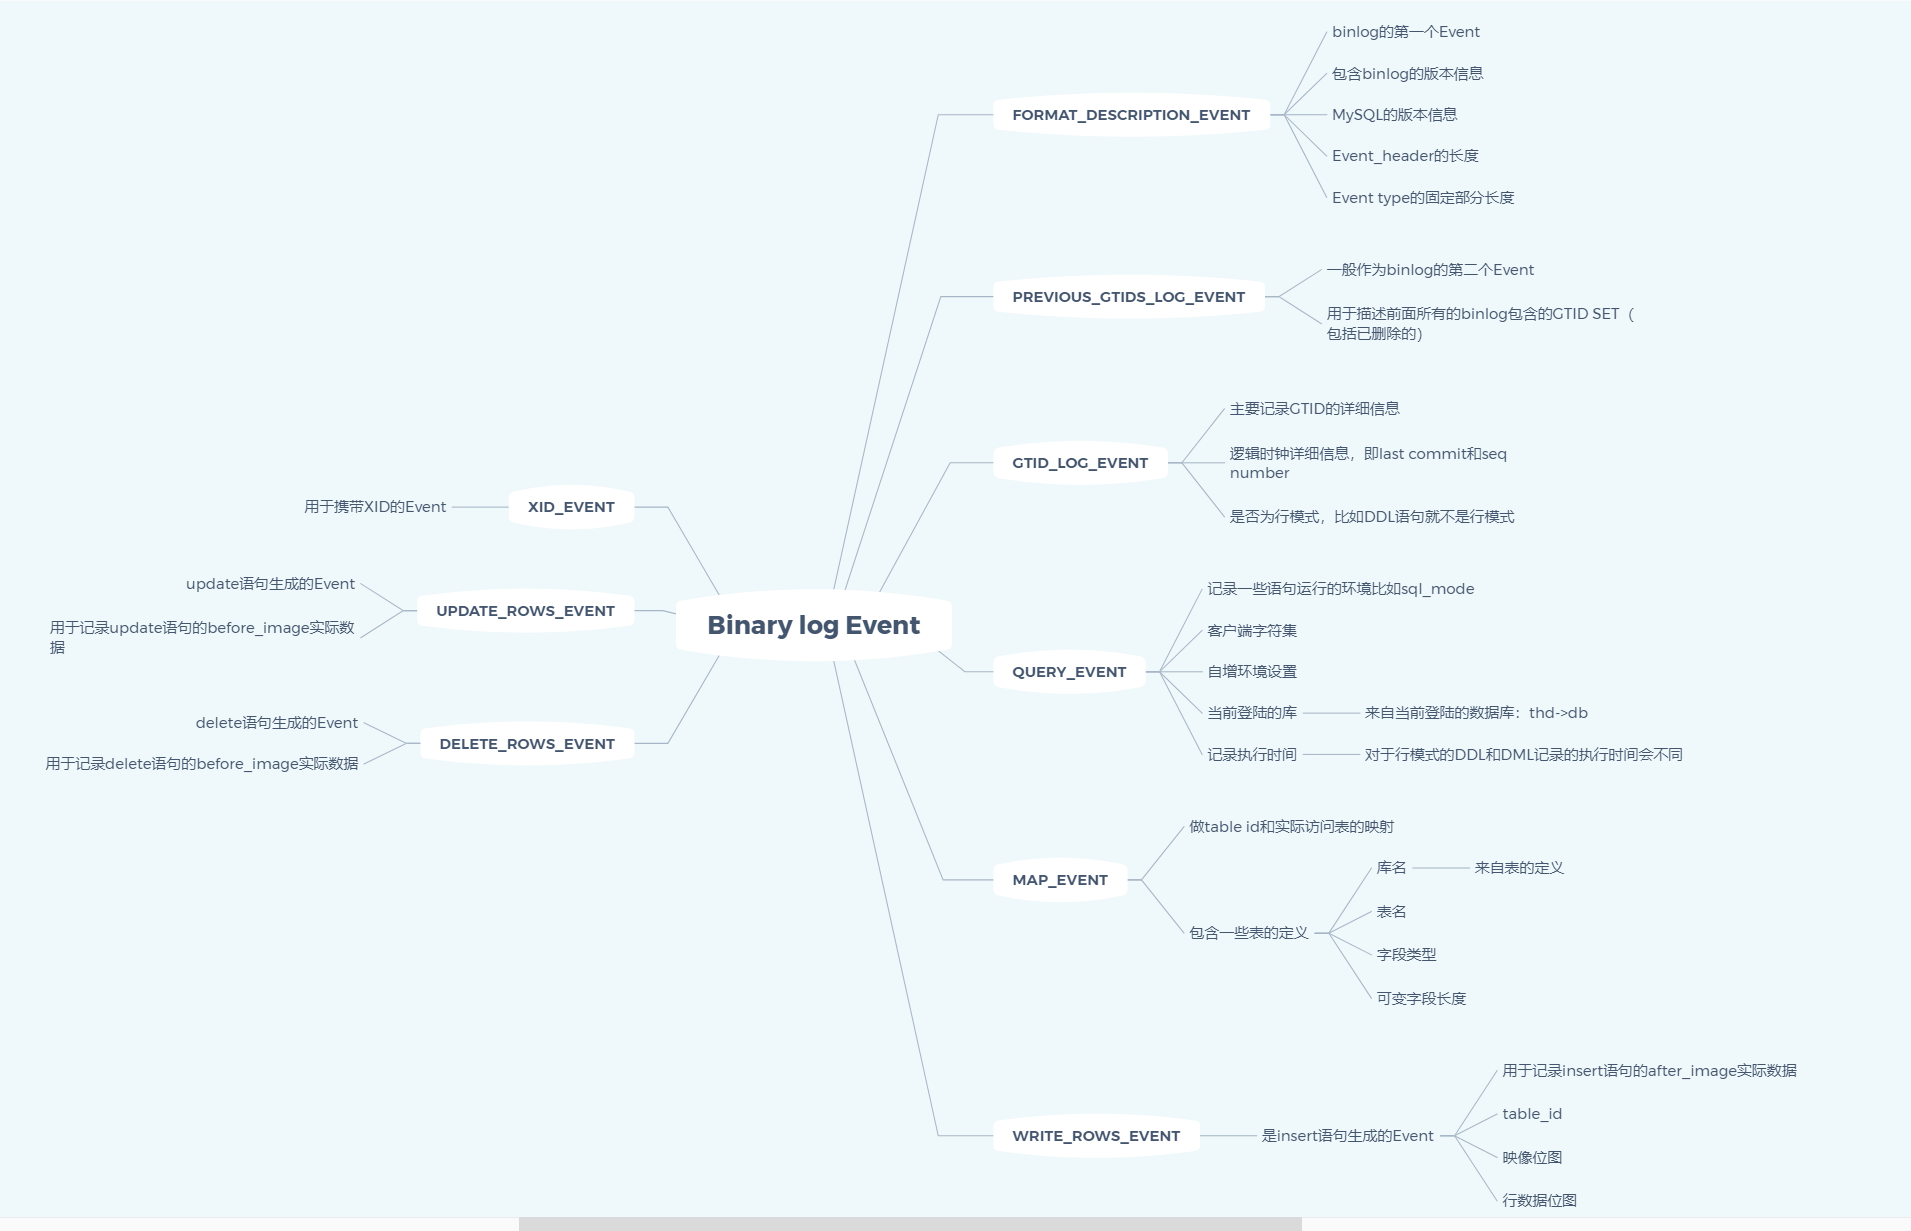 Binary log Event
FORMAT_DESCRIPTION_EVENT
binlog的第一个Event
包含binlog的版本信息
MySQL的版本信息
Event_header的长度
Event type的固定部分长度
PREVIOUS_GTIDS_LOG_EVENT
一般作为binlog的第二个Event
用于描述前面所有的binlog包含的GTID SET（
包括已删除的）
GTID_LOG_EVENT
主要记录GTID的详细信息
逻辑时钟详细信息，即last commit和seq
number
是否为行模式，比如DDL语句就不是行模式
QUERY_EVENT
记录一些语句运行的环境比如sql_mode
客户端字符集
自增环境设置
当前登陆的库
来自当前登陆的数据库：thd->db
记录执行时间
对于行模式的DDL和DML记录的执行时间会不同
MAP_EVENT
做table id和实际访问表的映射
包含一些表的定义
库名
来自表的定义
表名
字段类型
可变字段长度
WRITE_ROWS_EVENT
是insert语句生成的Event
用于记录insert语句的after_image实际数据
table_id
映像位图
行数据位图
XID_EVENT
用于携带XID的Event
UPDATE_ROWS_EVENT
update语句生成的Event
用于记录update语句的before_image实际数
据
DELETE_ROWS_EVENT
delete语句生成的Event
用于记录delete语句的before_image实际数据